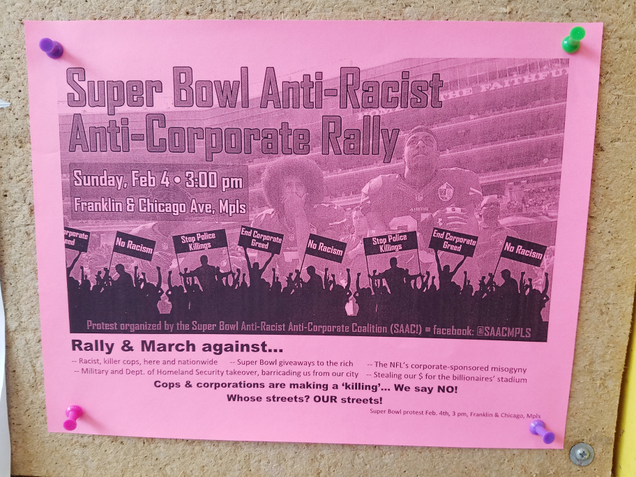 Super Bowl Anti-Racist
Anti-Corporate Rally
THE FAITHFUL
Sunday, Feb 4 • 3:00 pm
Franklin & Chicago Ave, Mpls
No Racism
Stop Police
Killings
End Corporate
Greed
No Racism
Stop Police
Killings
End Corporate
Greed
No Racism
Protest organized by the Super Bowl Anti-Racist Anti-Corporate Coalition (SAAC!) = facebook: @SAACMPLS
Rally & March against...
-- Racist, killer cops, here and nationwide -- Super Bowl giveaways to the rich -- The NFL's corporate-sponsored misogyny
-- Military and Dept. of Homeland Security takeover, barricading us from our city -- Stealing our $ for the billionaires' stadium
Cops & corporations are making a 'killing'... We say NO!
Whose streets? OUR streets!
Super Bowl protest Feb. 4th, 3 pm, Franklin & Chicago, Mpls